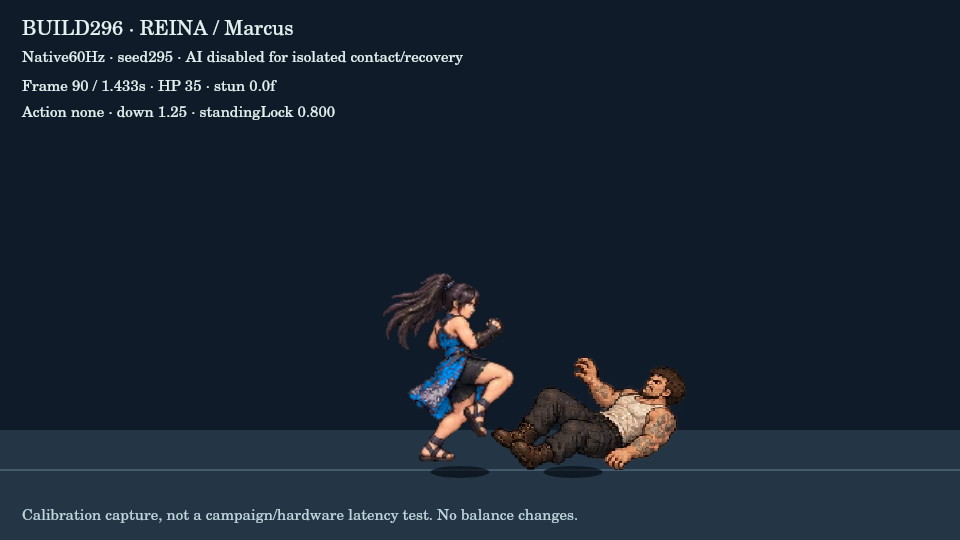 BUILD296 · REINA / Marcus
Native60Hz · seed295 · AI disabled for isolated contact/recovery
Frame 90 / 1.433s · HP 35 · stun 0.0f
Action none · down 1.25 · standingLock 0.800
Calibration capture, not a campaign/hardware latency test. No balance changes.